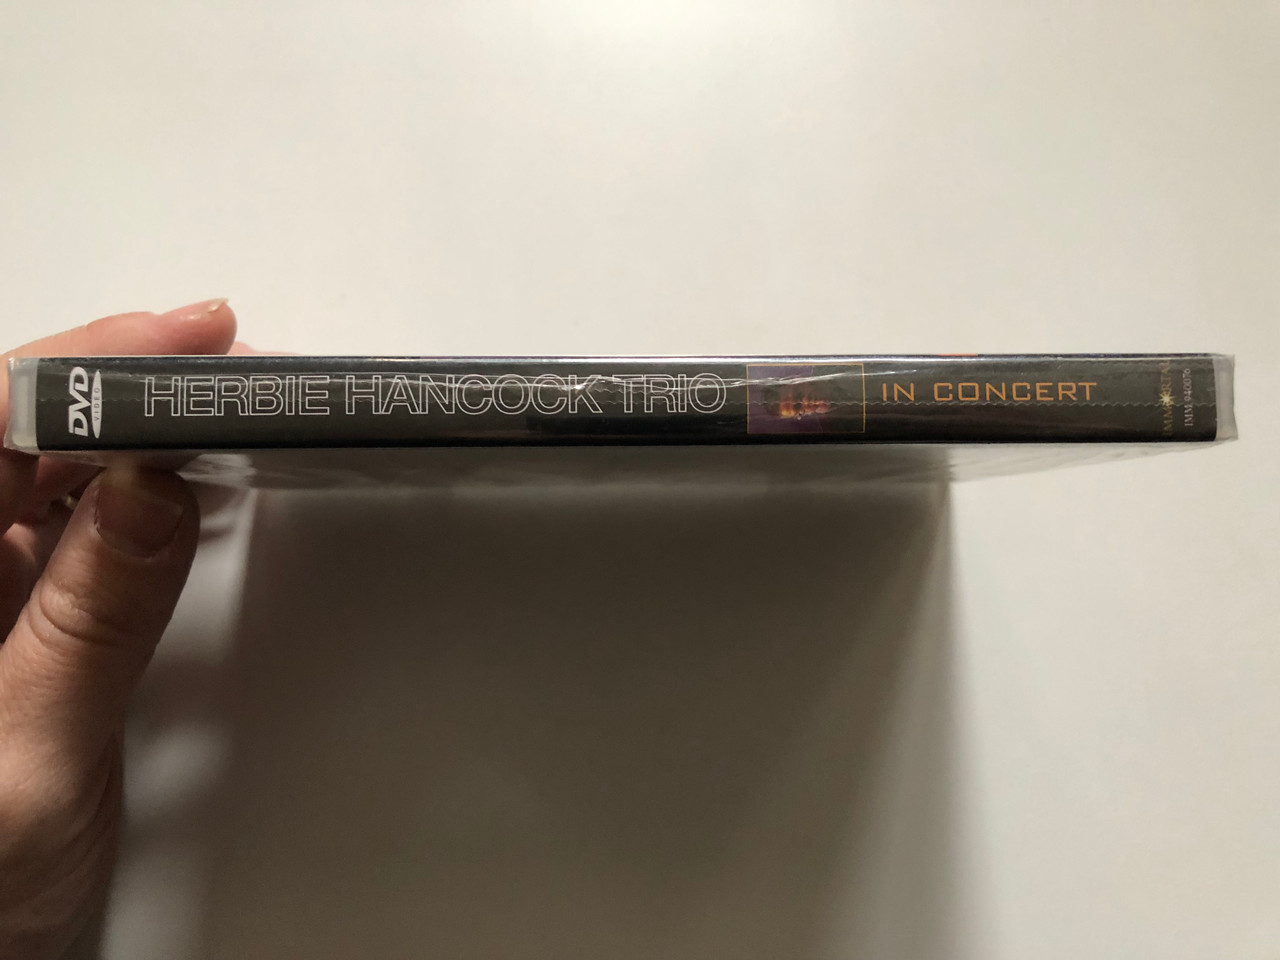 DVD
VIDEO
HERBIE HANCOCK TRIO
IN CONCERT
IMMORTAL
IMM 940076